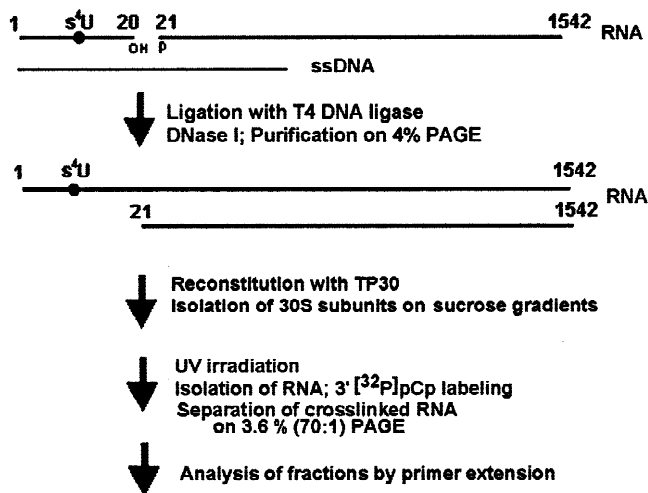 1 s⁴U 20 21 1542 RNA
OH p
ssDNA
Ligation with T4 DNA ligase
DNase I; Purification on 4% PAGE
1 s⁴U 1542
RNA
21 1542
Reconstitution with TP30
Isolation of 30S subunits on sucrose gradients
UV irradiation
Isolation of RNA; 3' [³²P]pCp labeling
Separation of crosslinked RNA
on 3.6 % (70:1) PAGE
Analysis of fractions by primer extension